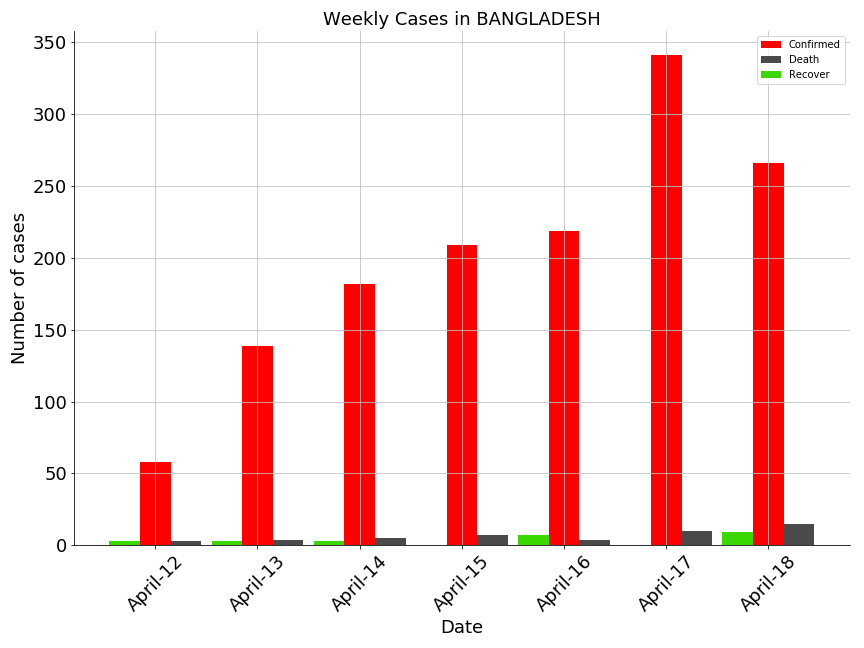 Weekly Cases in BANGLADESH
Confirmed
Death
Recover
Number of cases
350
300
250
200
150
100
50
0
April-12
April-13
April-14
April-15
April-16
April-17
April-18
Date